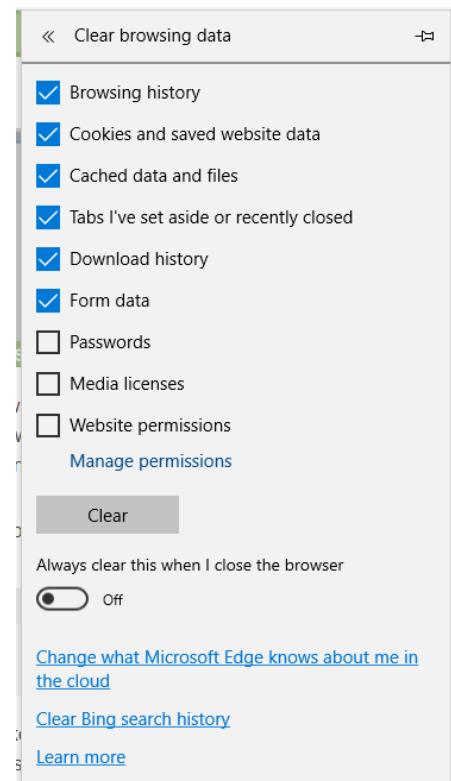 Clear browsing data
Browsing history
Cookies and saved website data
Cached data and files
Tabs I've set aside or recently closed
Download history
Form data
Passwords
Media licenses
Website permissions
Manage permissions
Clear
Always clear this when I close the browser
Off
Change what Microsoft Edge knows about me in
the cloud
Clear Bing search history
Learn more